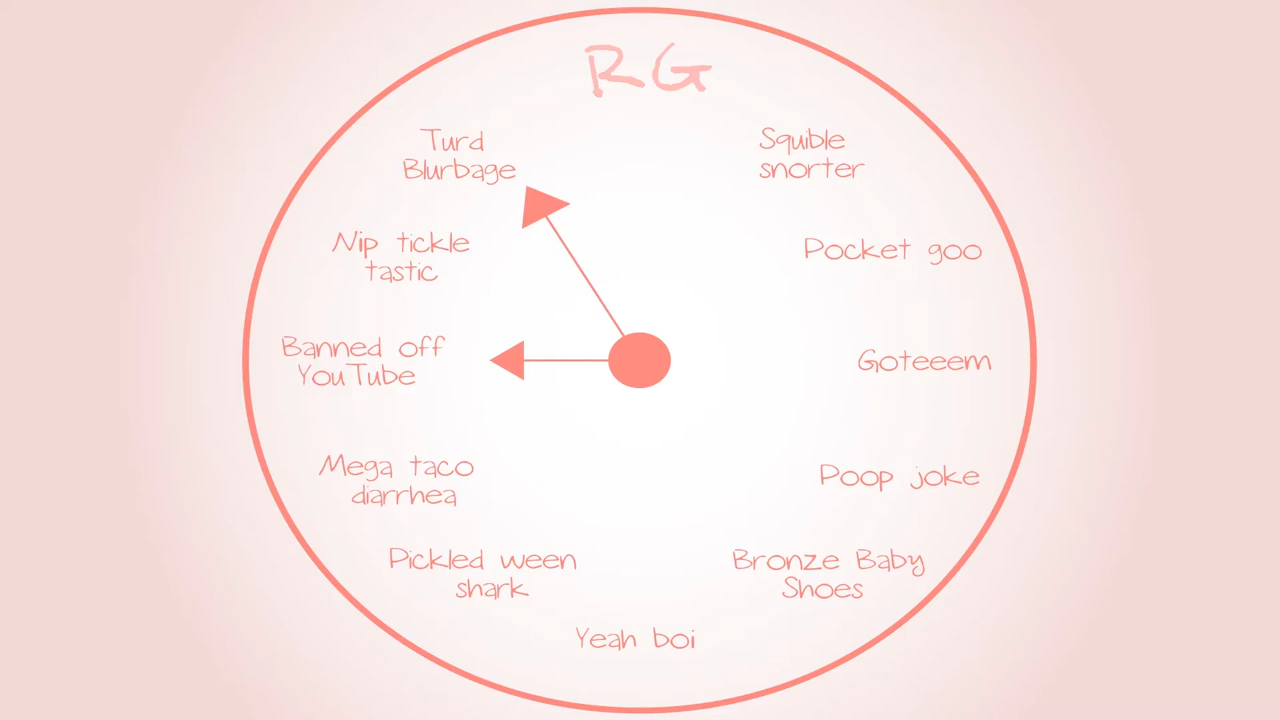 RG
Turd
Blurbage
Squible
snorter
Nip tickle
tastic
Pocket goo
Banned off
YouTube
Goteeem
Mega taco
diarrhea
Poop joke
Pickled ween
shark
Bronze Baby
Shoes
Yeah boi